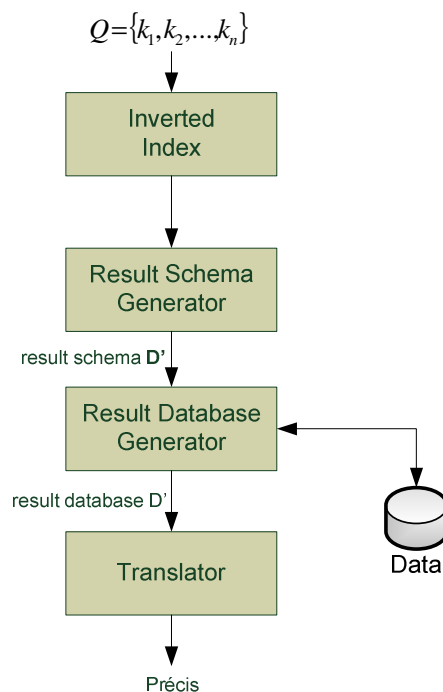 Q={k1,k2,...,kn}
Inverted
Index
Result Schema
Generator
result schema D'
Result Database
Generator
result database D'
Data
Translator
Précis